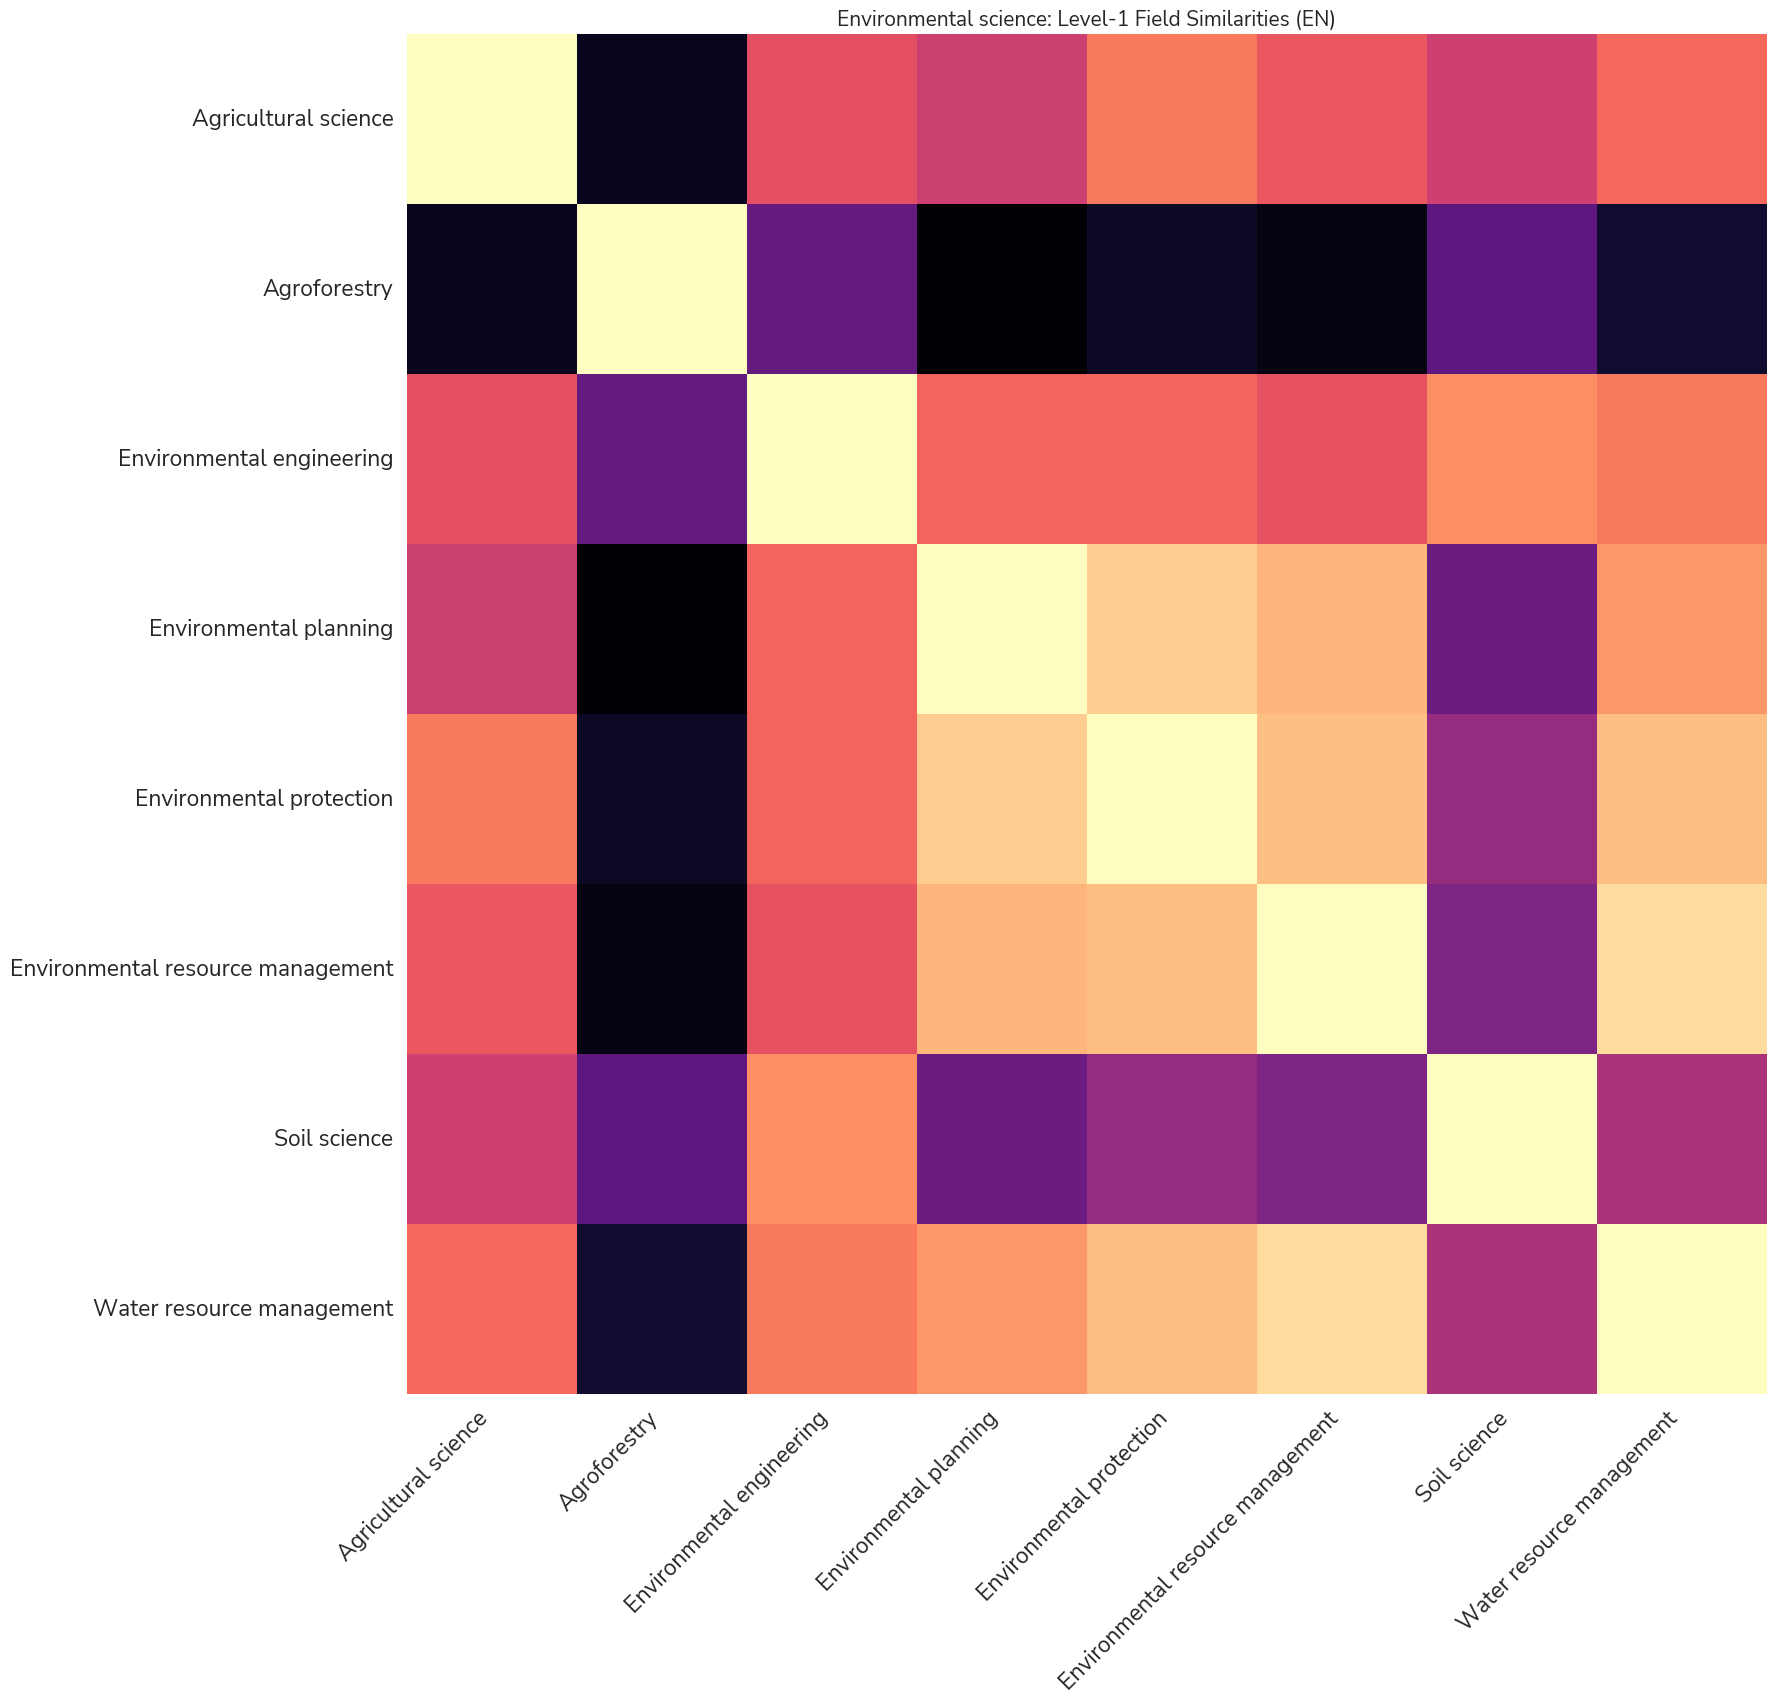 Environmental science: Level-1 Field Similarities (EN)
Agricultural science
Agroforestry
Environmental engineering
Environmental planning
Environmental protection
Environmental resource management
Soil science
Water resource management
Agricultural science
Agroforestry
Environmental engineering
Environmental planning
Environmental protection
Environmental resource management
Soil science
Water resource management